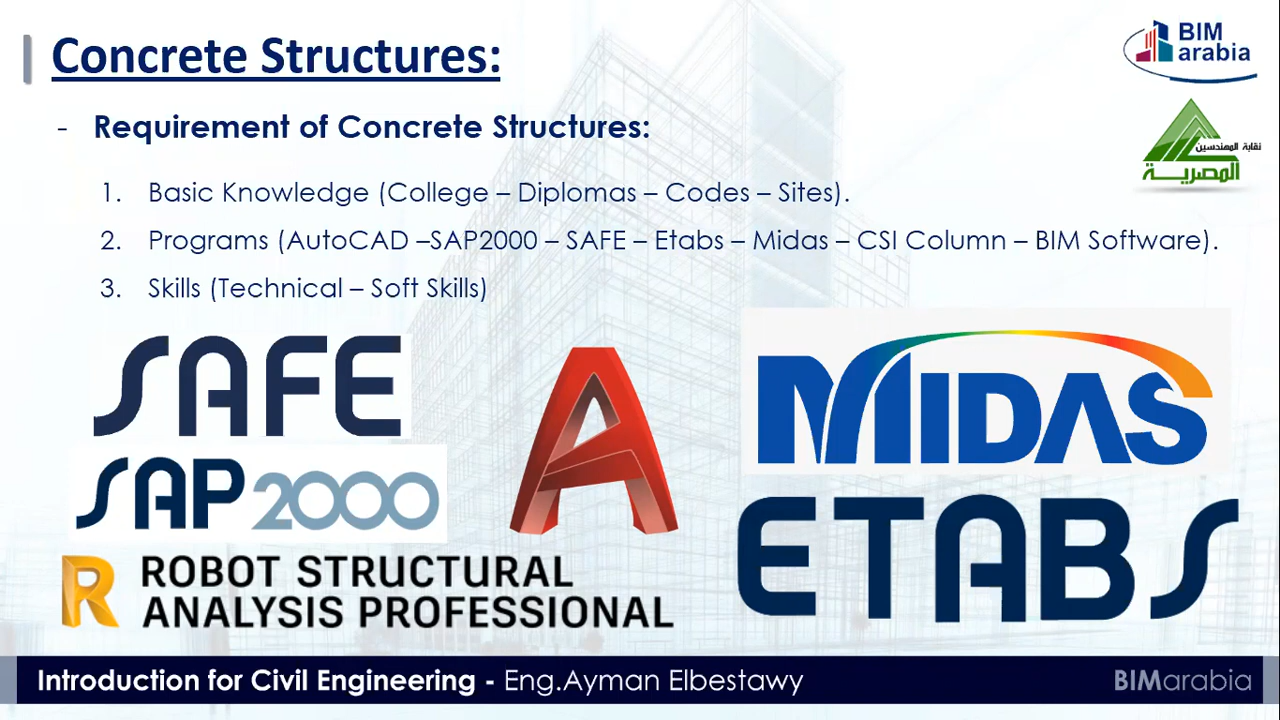 Concrete Structures:
BIM
arabia
- Requirement of Concrete Structures:
نقابة المهندسين
المصرية
1. Basic Knowledge (College – Diplomas – Codes – Sites).
2. Programs (AutoCAD –SAP2000 – SAFE – Etabs – Midas – CSI Column – BIM Software).
3. Skills (Technical – Soft Skills)
SAFE
MIDAS
SAP2000
ETABS
ROBOT STRUCTURAL
ANALYSIS PROFESSIONAL
Introduction for Civil Engineering - Eng.Ayman Elbestawy
BIMarabia